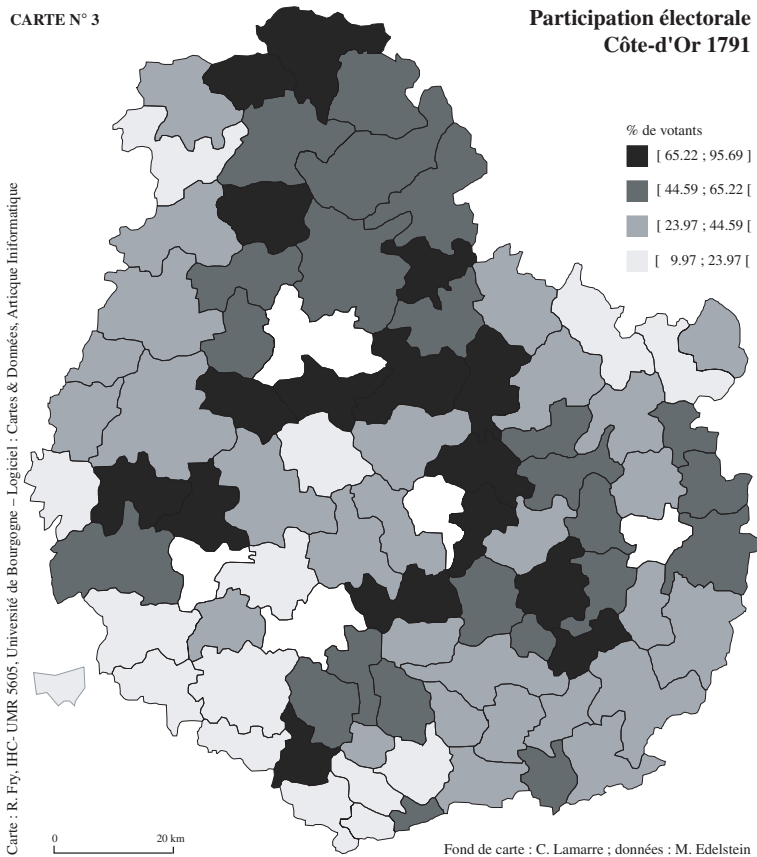 CARTE N° 3
Participation électorale
Côte-d'Or 1791
% de votants
[ 65.22 ; 95.69 ]
[ 44.59 ; 65.22 [
[ 23.97 ; 44.59 [
[ 9.97 ; 23.97 [
Carte : R. Fry, IHC- UMR 5605, Université de Bourgogne – Logiciel : Cartes & Données, Articque Iniformatique
0 20 km
Fond de carte : C. Lamarre ; données : M. Edelstein